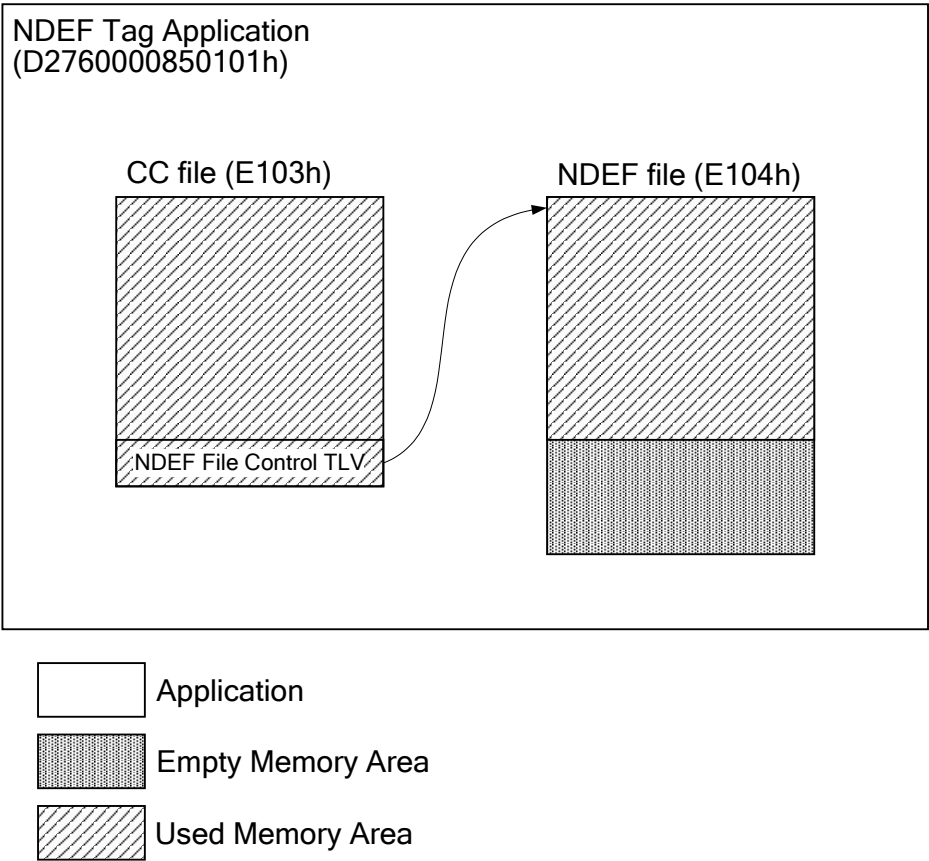 NDEF Tag Application
(D2760000850101h)
CC file (E103h)
NDEF file (E104h)
NDEF File Control TLV
Application
Empty Memory Area
Used Memory Area